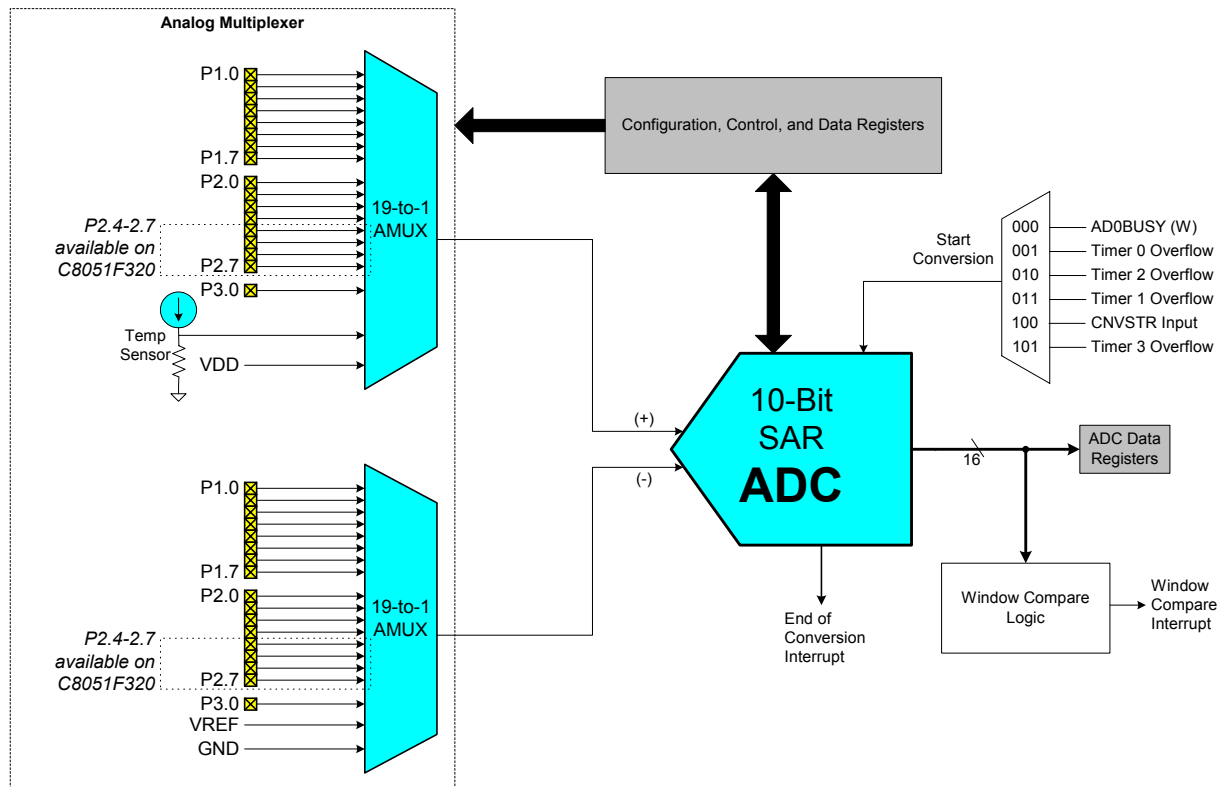 Analog Multiplexer
P1.0
P1.7
P2.0
P2.4-2.7
available on
C8051F320
P2.7
P3.0
Temp
Sensor
VDD
19-to-1
AMUX
Configuration, Control, and Data Registers
Start
Conversion
000
AD0BUSY (W)
001
Timer 0 Overflow
010
Timer 2 Overflow
011
Timer 1 Overflow
100
CNVSTR Input
101
Timer 3 Overflow
(+)
(-)
10-Bit
SAR
ADC
16
ADC Data
Registers
End of
Conversion
Interrupt
Window Compare
Logic
Window
Compare
Interrupt
P1.0
P1.7
P2.0
P2.4-2.7
available on
C8051F320
P2.7
P3.0
VREF
GND
19-to-1
AMUX